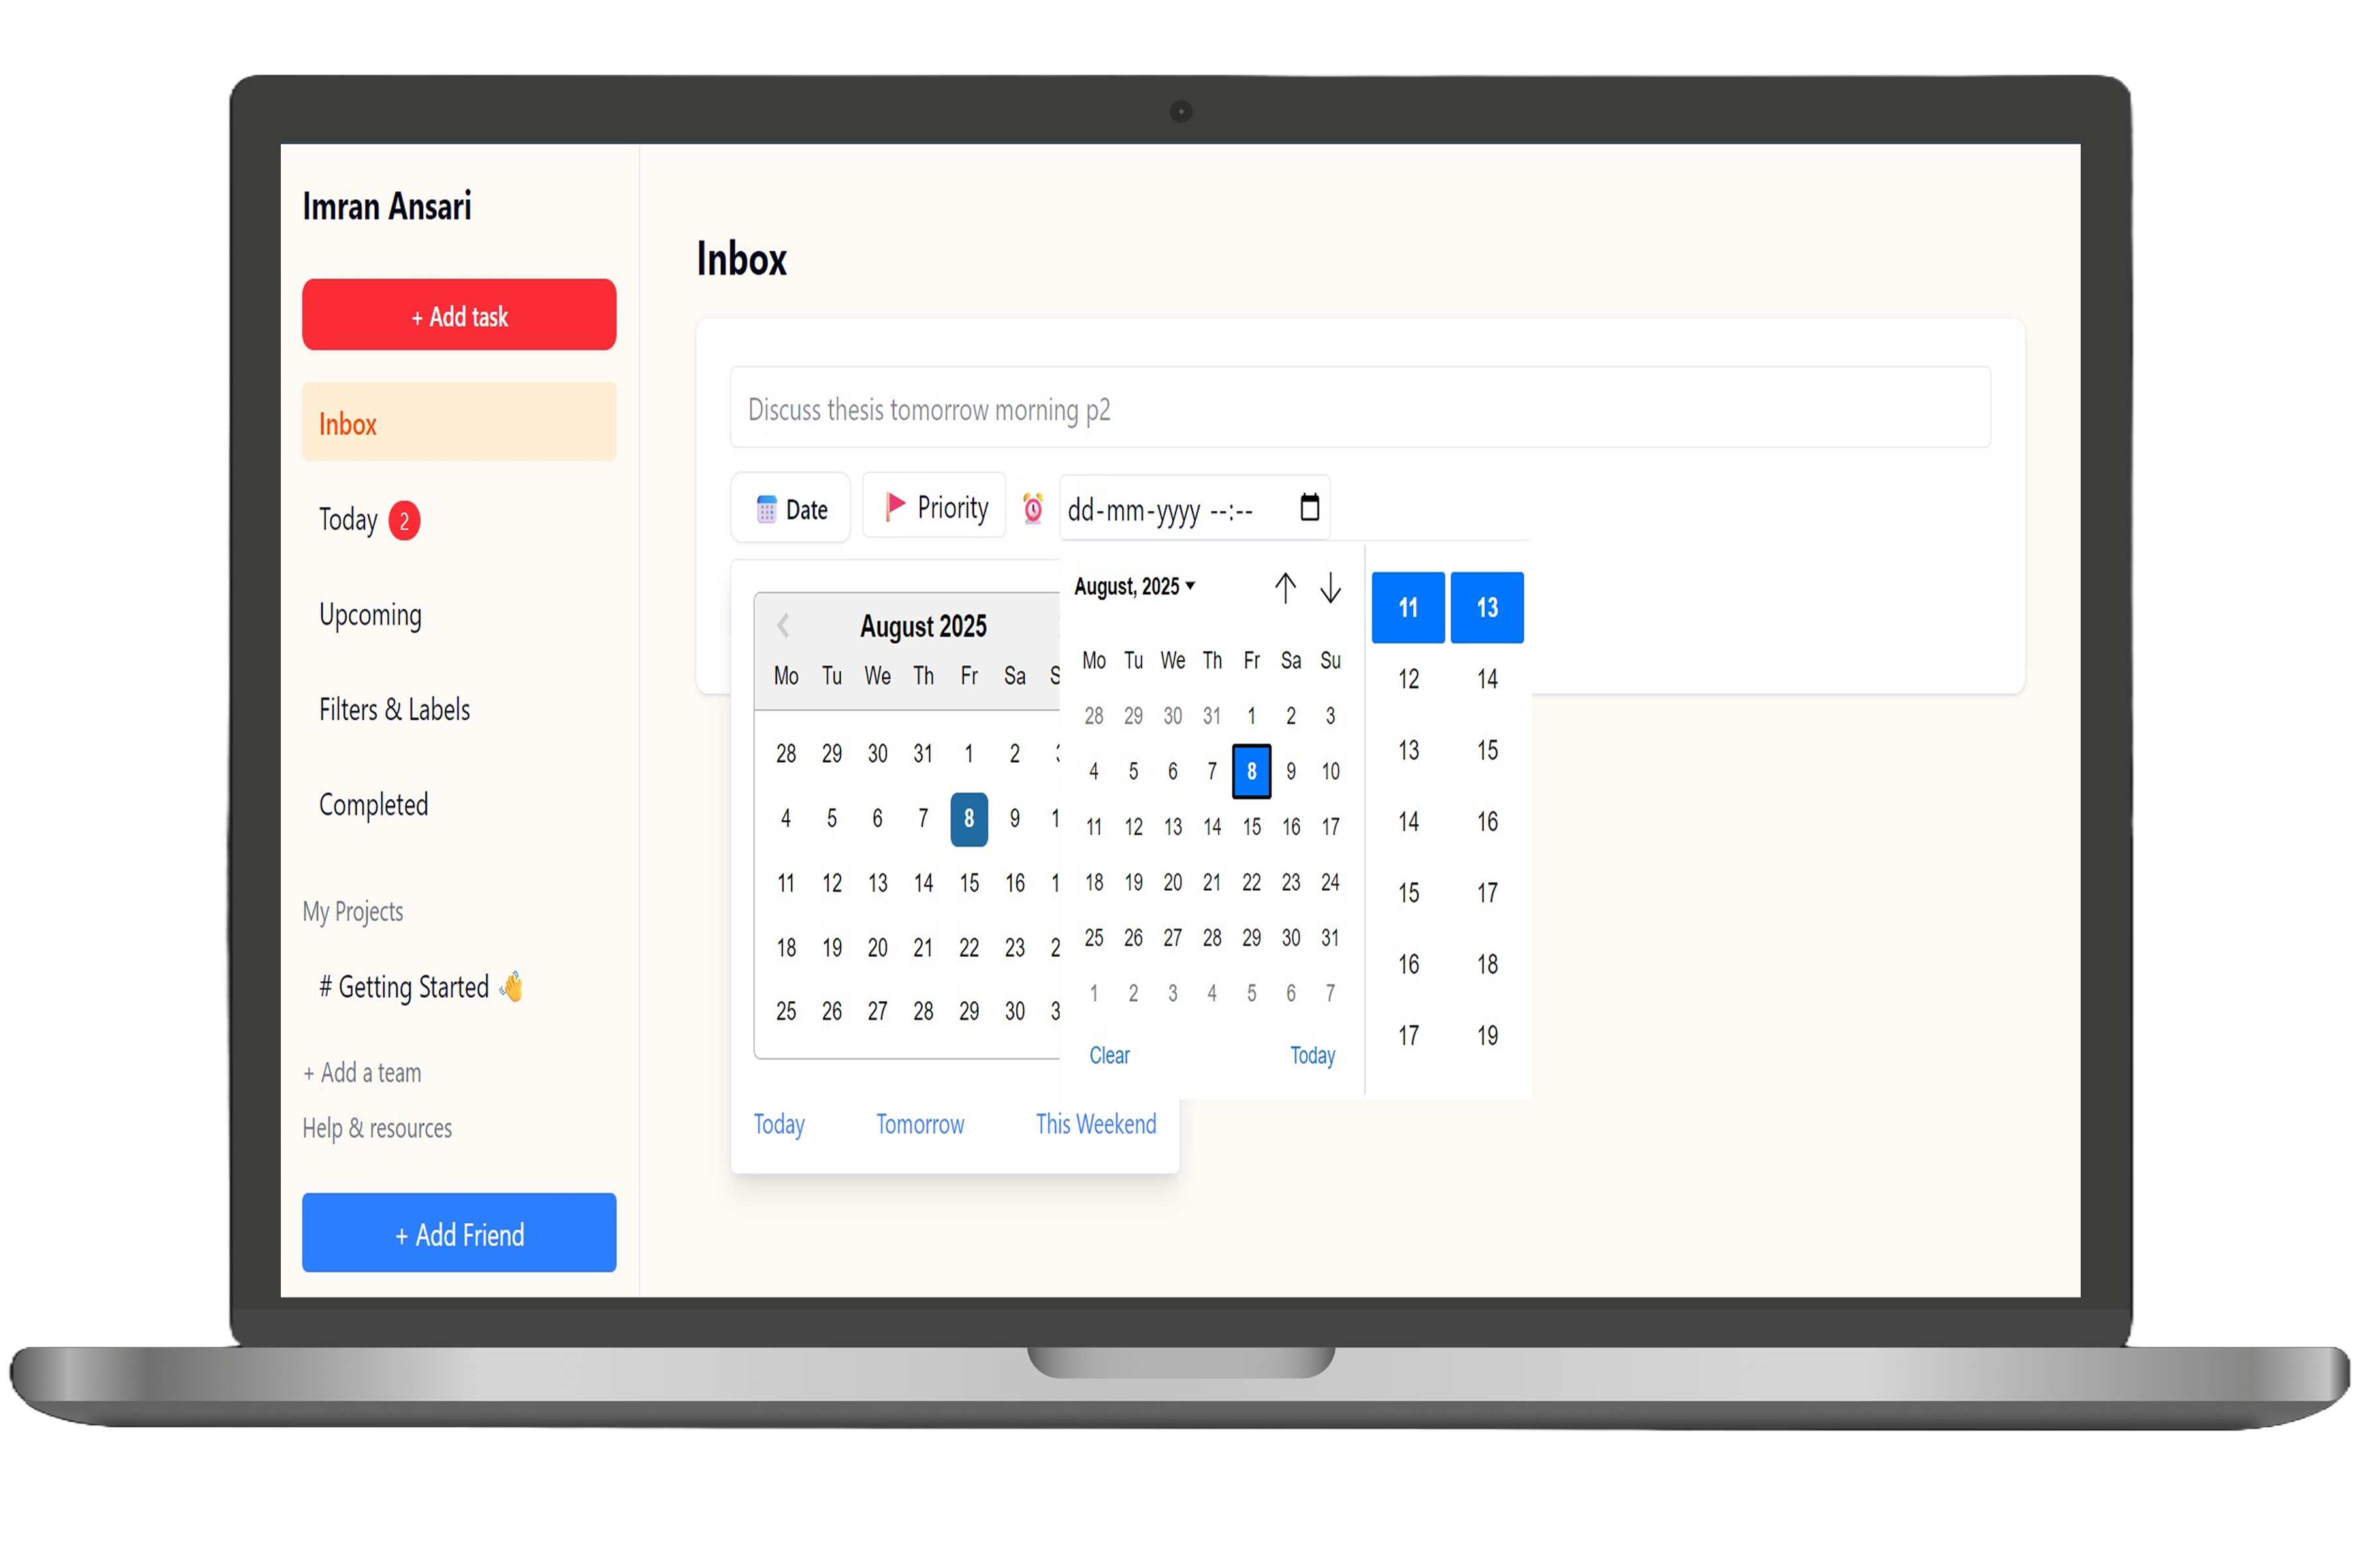 Imran Ansari
+ Add task
Inbox
Today 2
Upcoming
Filters & Labels
Completed
My Projects
# Getting Started 👋
+ Add a team
Help & resources
+ Add Friend
Inbox
Discuss thesis tomorrow morning p2
Date Priority dd-mm-yyyy --:--
August 2025
Mo Tu We Th Fr Sa
28 29 30 31 1 2
4 5 6 7 8 9
11 12 13 14 15 16
18 19 20 21 22 23
25 26 27 28 29 30
Today Tomorrow This Weekend
August, 2025
Mo Tu We Th Fr Sa Su
28 29 30 31 1 2 3
4 5 6 7 8 9 10
11 12 13 14 15 16 17
18 19 20 21 22 23 24
25 26 27 28 29 30 31
1 2 3 4 5 6 7
Clear Today
11 13
12 14
13 15
14 16
15 17
16 18
17 19